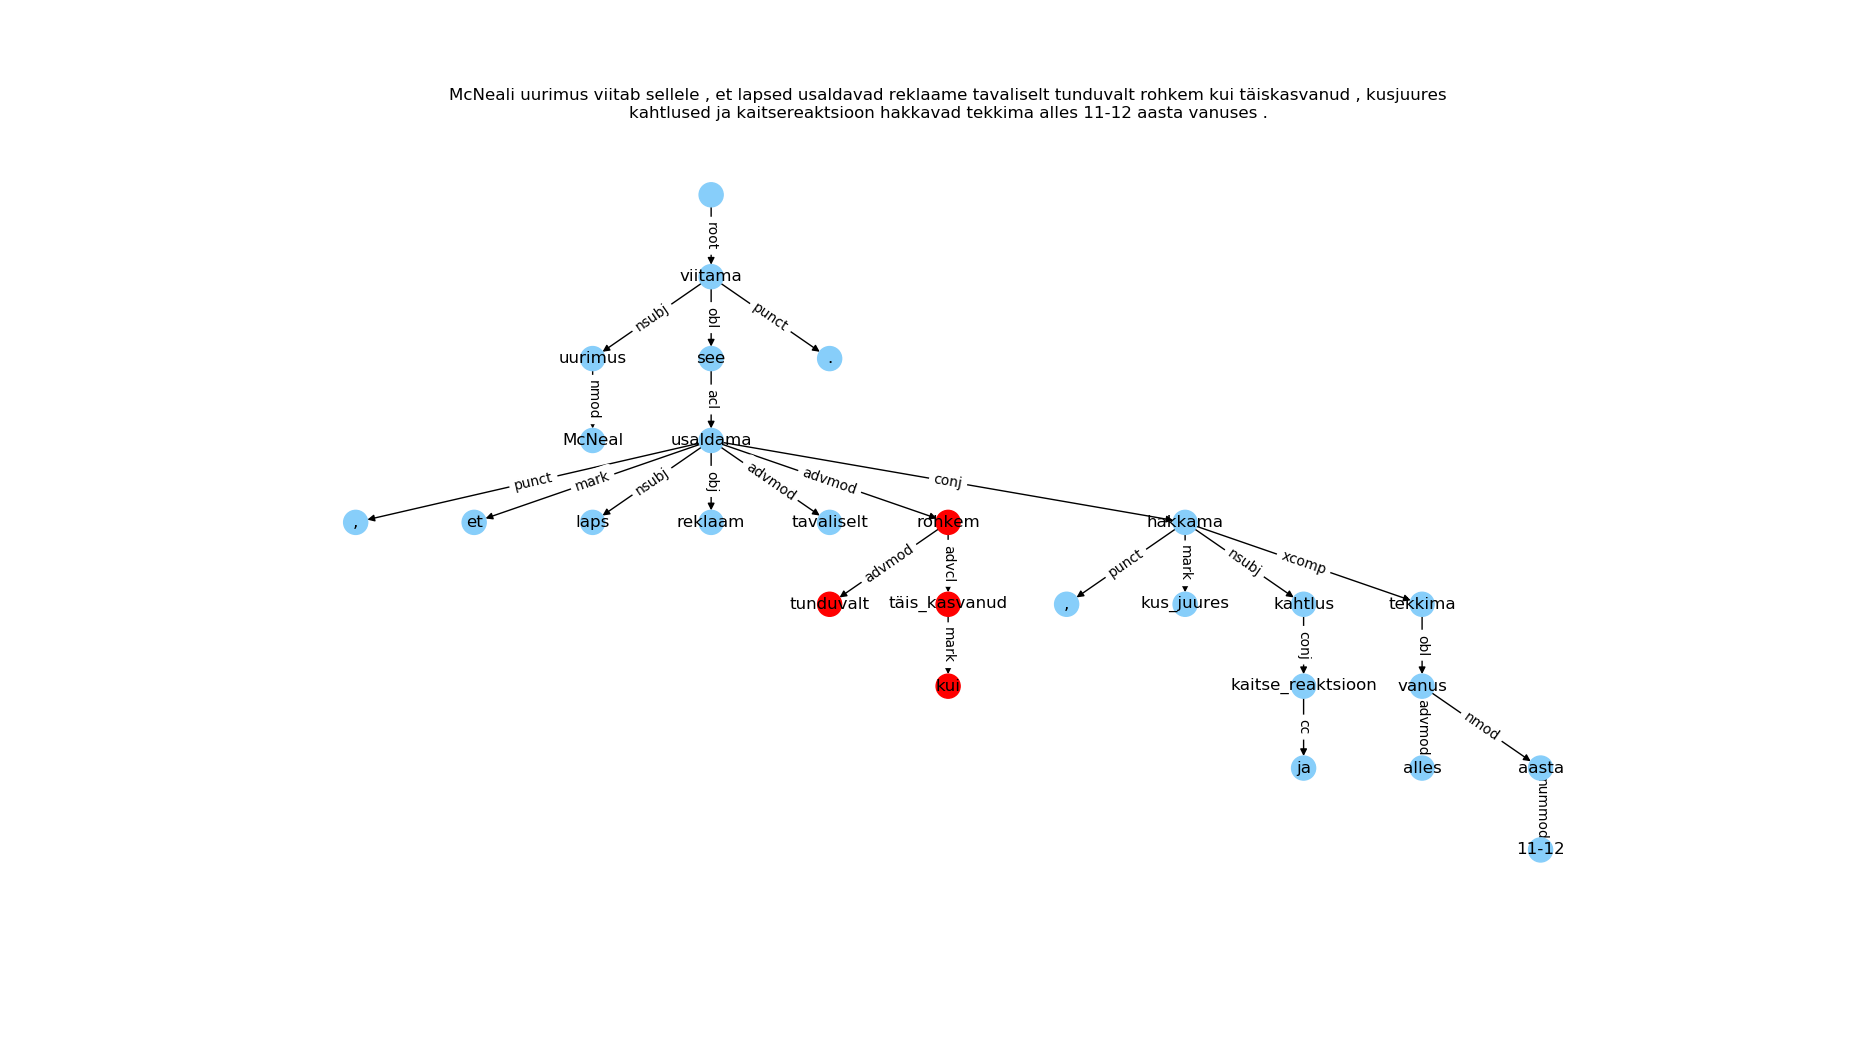 McNeali uurimus viitab sellele , et lapsed usaldavad reklaame tavaliselt tunduvalt rohkem kui täiskasvanud , kusjuures
kahtlused ja kaitsereaktsioon hakkavad tekkima alles 11-12 aasta vanuses .
root
viitama
nsubj obl punct
uurimus see .
nmod acl
McNeal usaldama
punct mark nsubj obj advmod advmod conj
, et laps reklaam tavaliselt rohkem hakkama
advmod advcl punct mark nsubj xcomp
tunduvalt täis_kasvanud , kus_juures kahtlus tekkima
mark conj obl
kui kaitse_reaktsioon vanus
cc advmod nmod
ja alles aasta
nummod
11-12